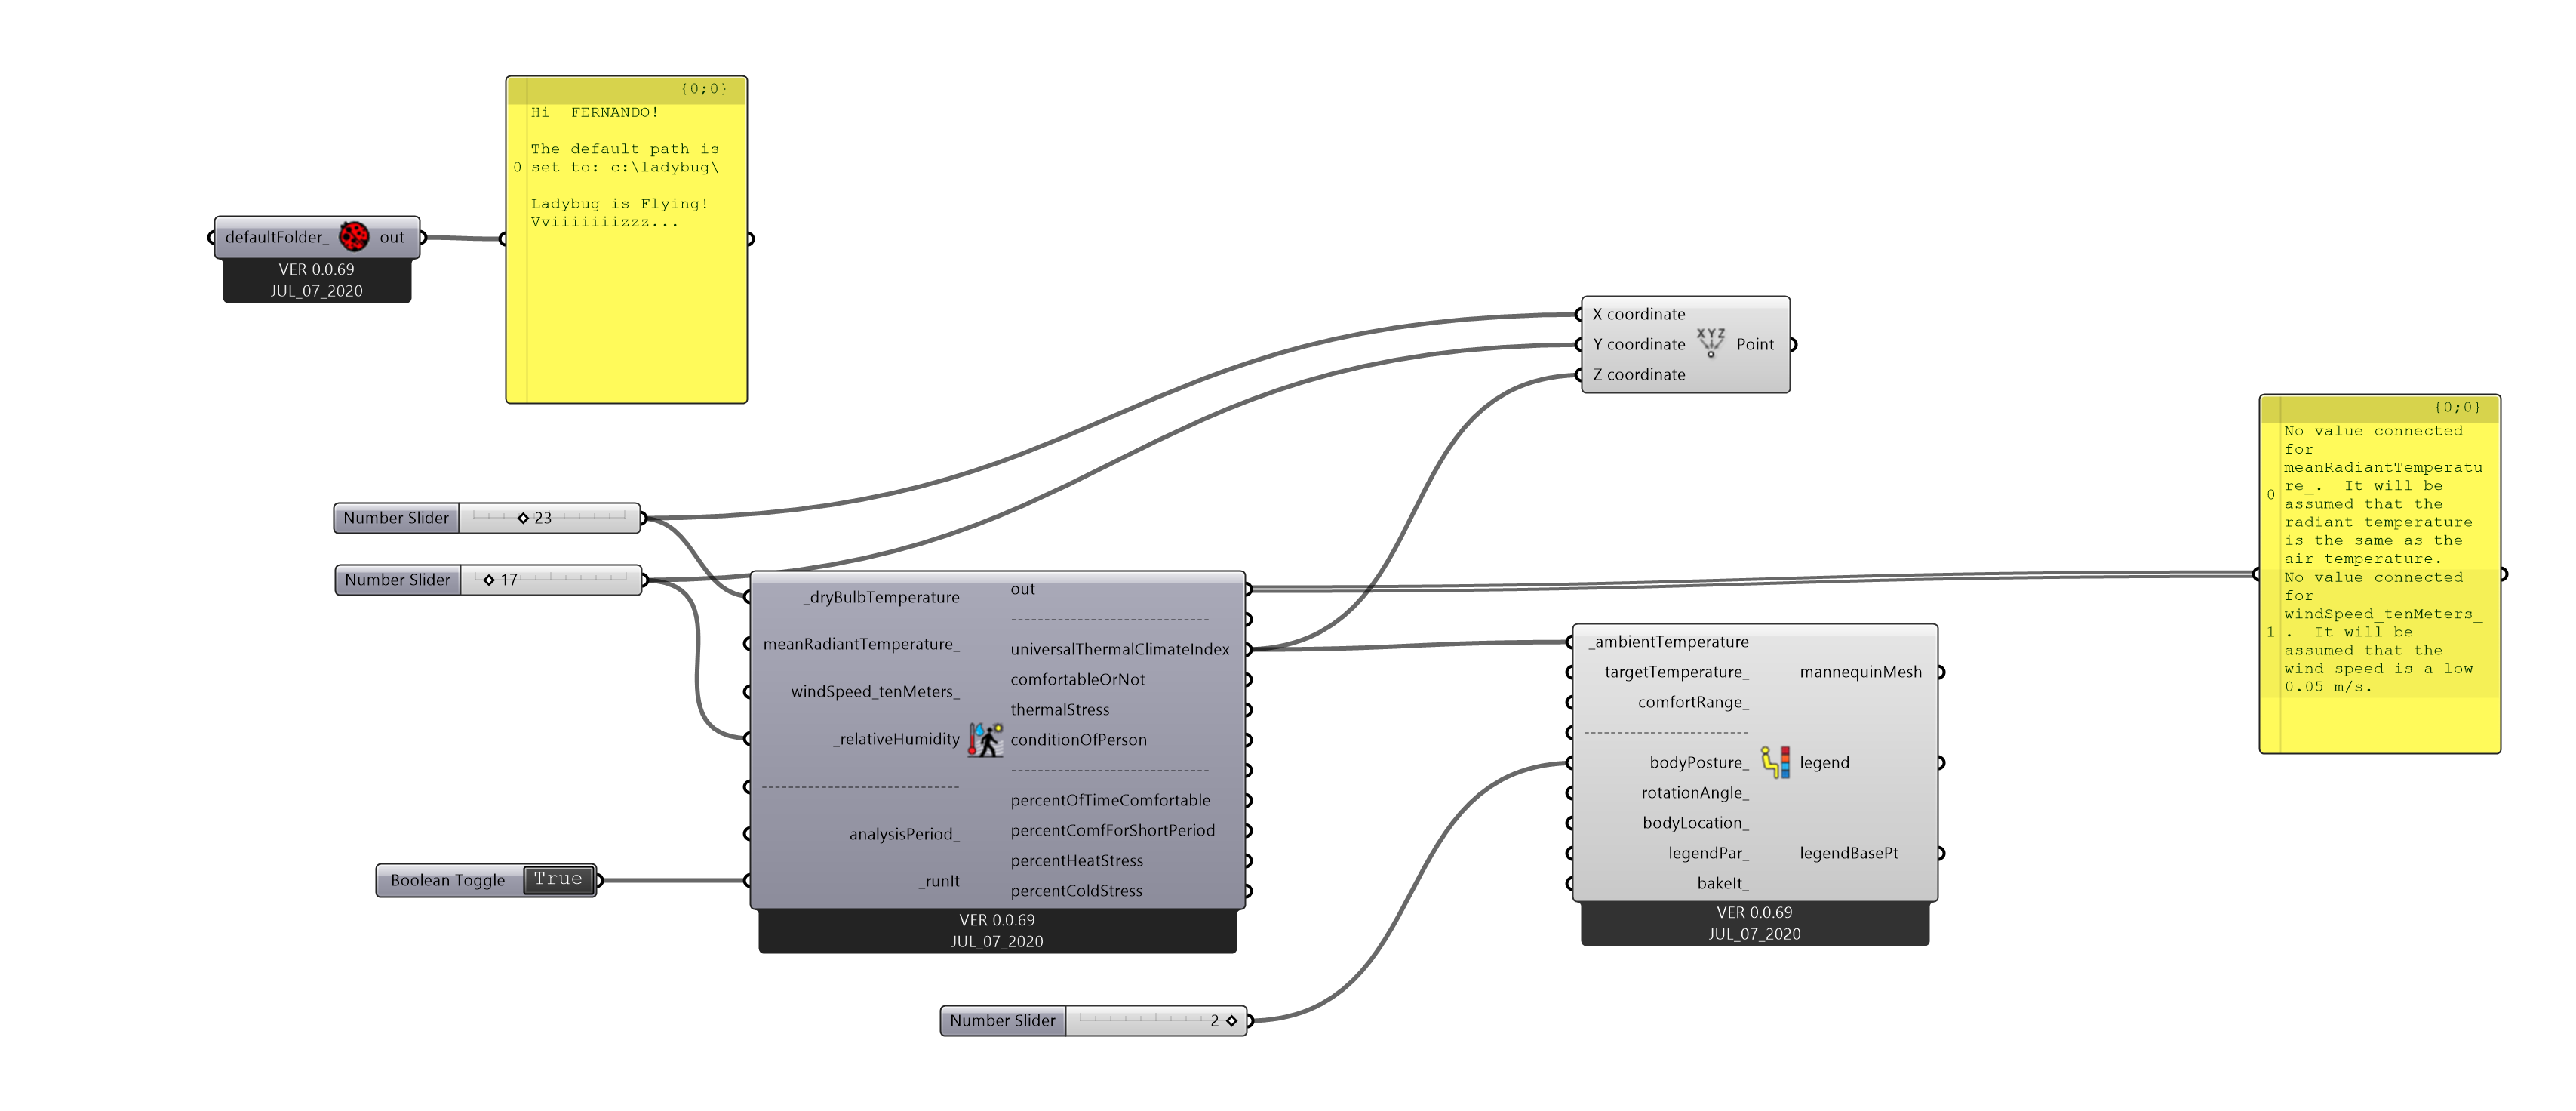 {0;0}
Hi  FERNANDO!
The default path is
0
set to: c:\ladybug\
Ladybug is Flying!
Vviiiiiiizzz...
defaultFolder_
out
VER 0.0.69
JUL_07_2020
XYZ
X coordinate
Y coordinate
Z coordinate
Point
{0;0}
No value connected
for
meanRadiantTemperatu
0
re_.  It will be
assumed that the
radiant temperature
is the same as the
air temperature.
No value connected
for
windSpeed_tenMeters_
1
.  It will be
assumed that the
wind speed is a low
0.05 m/s.
Number Slider
23
Number Slider
17
_dryBulbTemperature
meanRadiantTemperature_
windSpeed_tenMeters_
_relativeHumidity
----------------------------
analysisPeriod_
_runIt
out
----------------------------
universalThermalClimateIndex
comfortableOrNot
thermalStress
conditionOfPerson
----------------------------
percentOfTimeComfortable
percentComfForShortPeriod
percentHeatStress
percentColdStress
VER 0.0.69
JUL_07_2020
Boolean Toggle
True
_ambientTemperature
targetTemperature_
comfortRange_
------------------------
bodyPosture_
rotationAngle_
bodyLocation_
legendPar_
bakeIt_
mannequinMesh
legend
legendBasePt
VER 0.0.69
JUL_07_2020
Number Slider
2